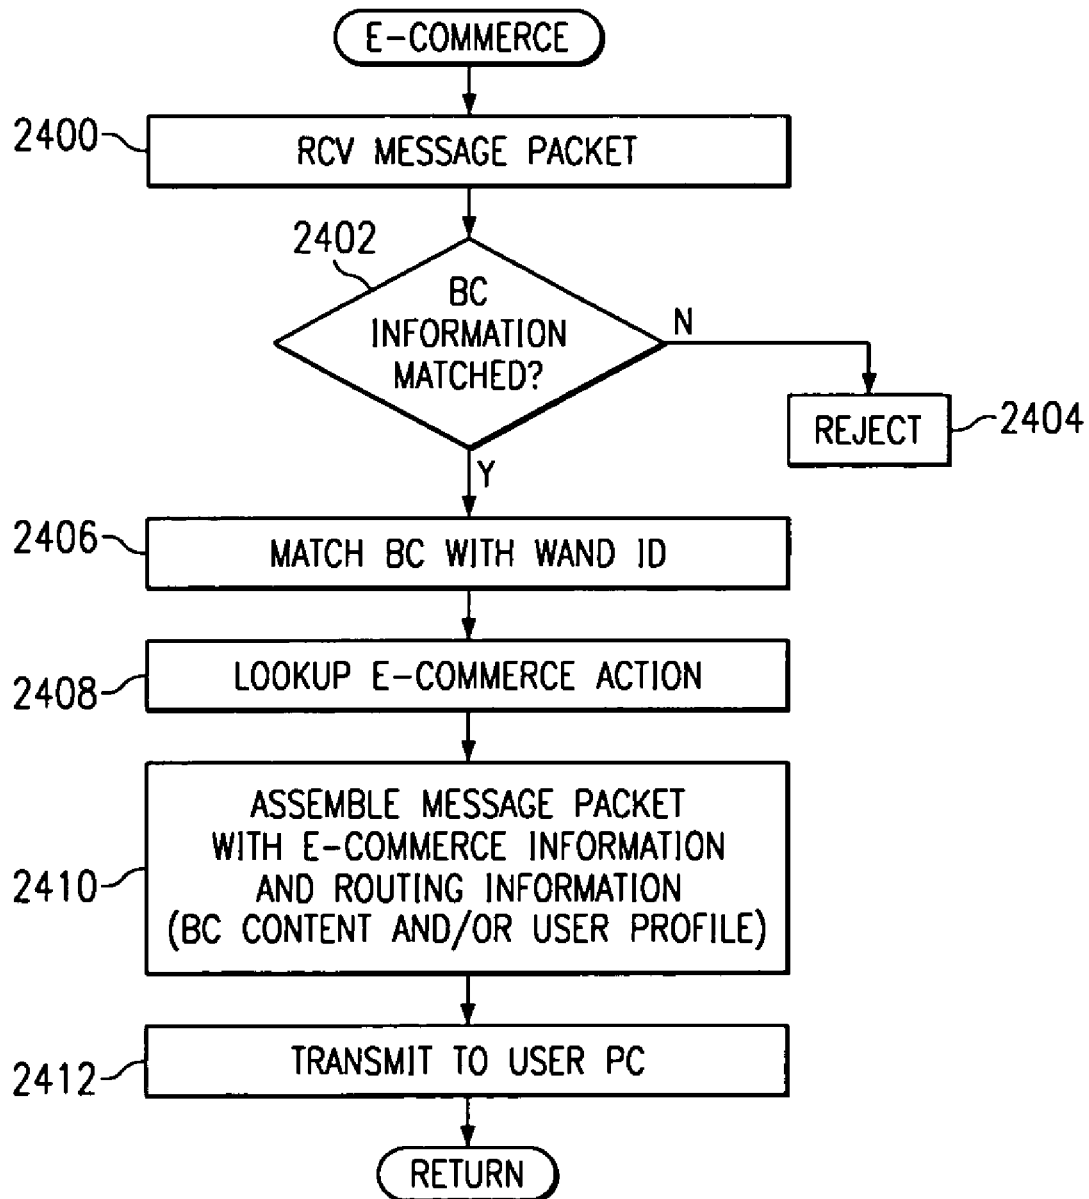 E-COMMERCE
2400
RCV MESSAGE PACKET
2402
BC
INFORMATION
MATCHED?
N
REJECT
2404
Y
2406
MATCH BC WITH WAND ID
2408
LOOKUP E-COMMERCE ACTION
2410
ASSEMBLE MESSAGE PACKET
WITH E-COMMERCE INFORMATION
AND ROUTING INFORMATION
(BC CONTENT AND/OR USER PROFILE)
2412
TRANSMIT TO USER PC
RETURN